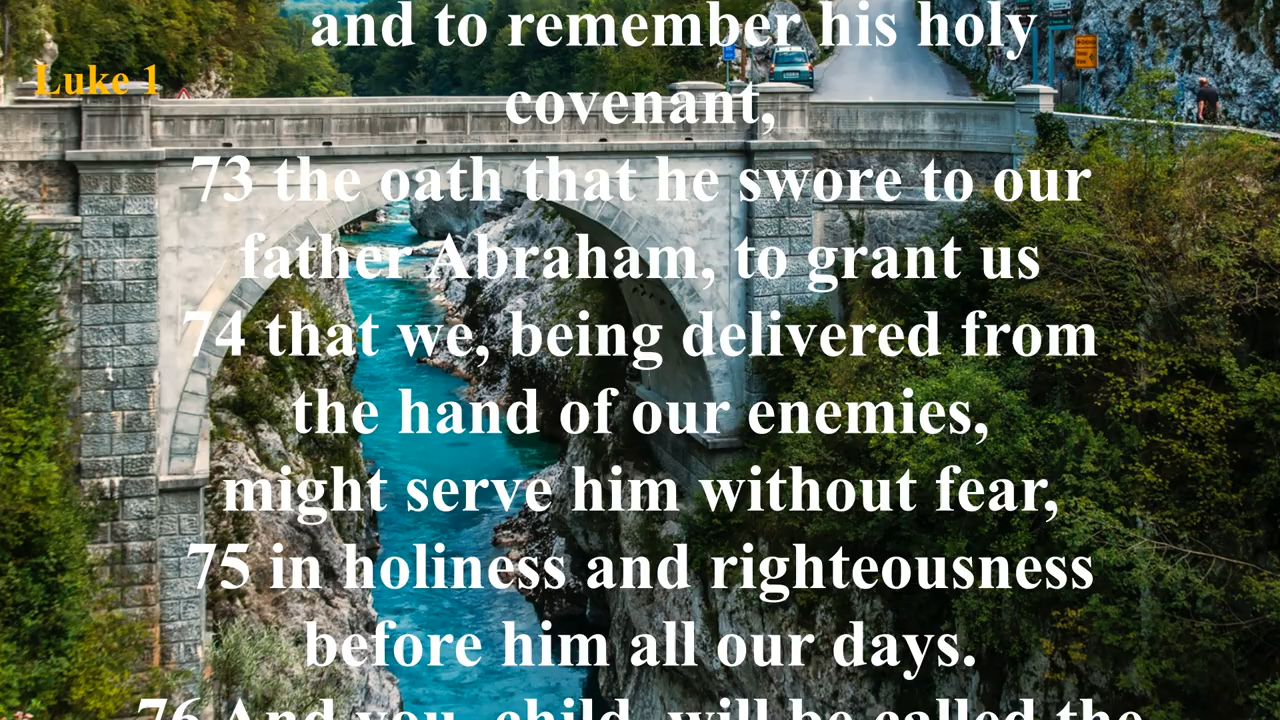 and to remember his holy
Luke 1
covenant,
73 the oath that he swore to our
father Abraham, to grant us
74 that we, being delivered from
the hand of our enemies,
might serve him without fear,
75 in holiness and righteousness
before him all our days.
76 And you, child, will be called the